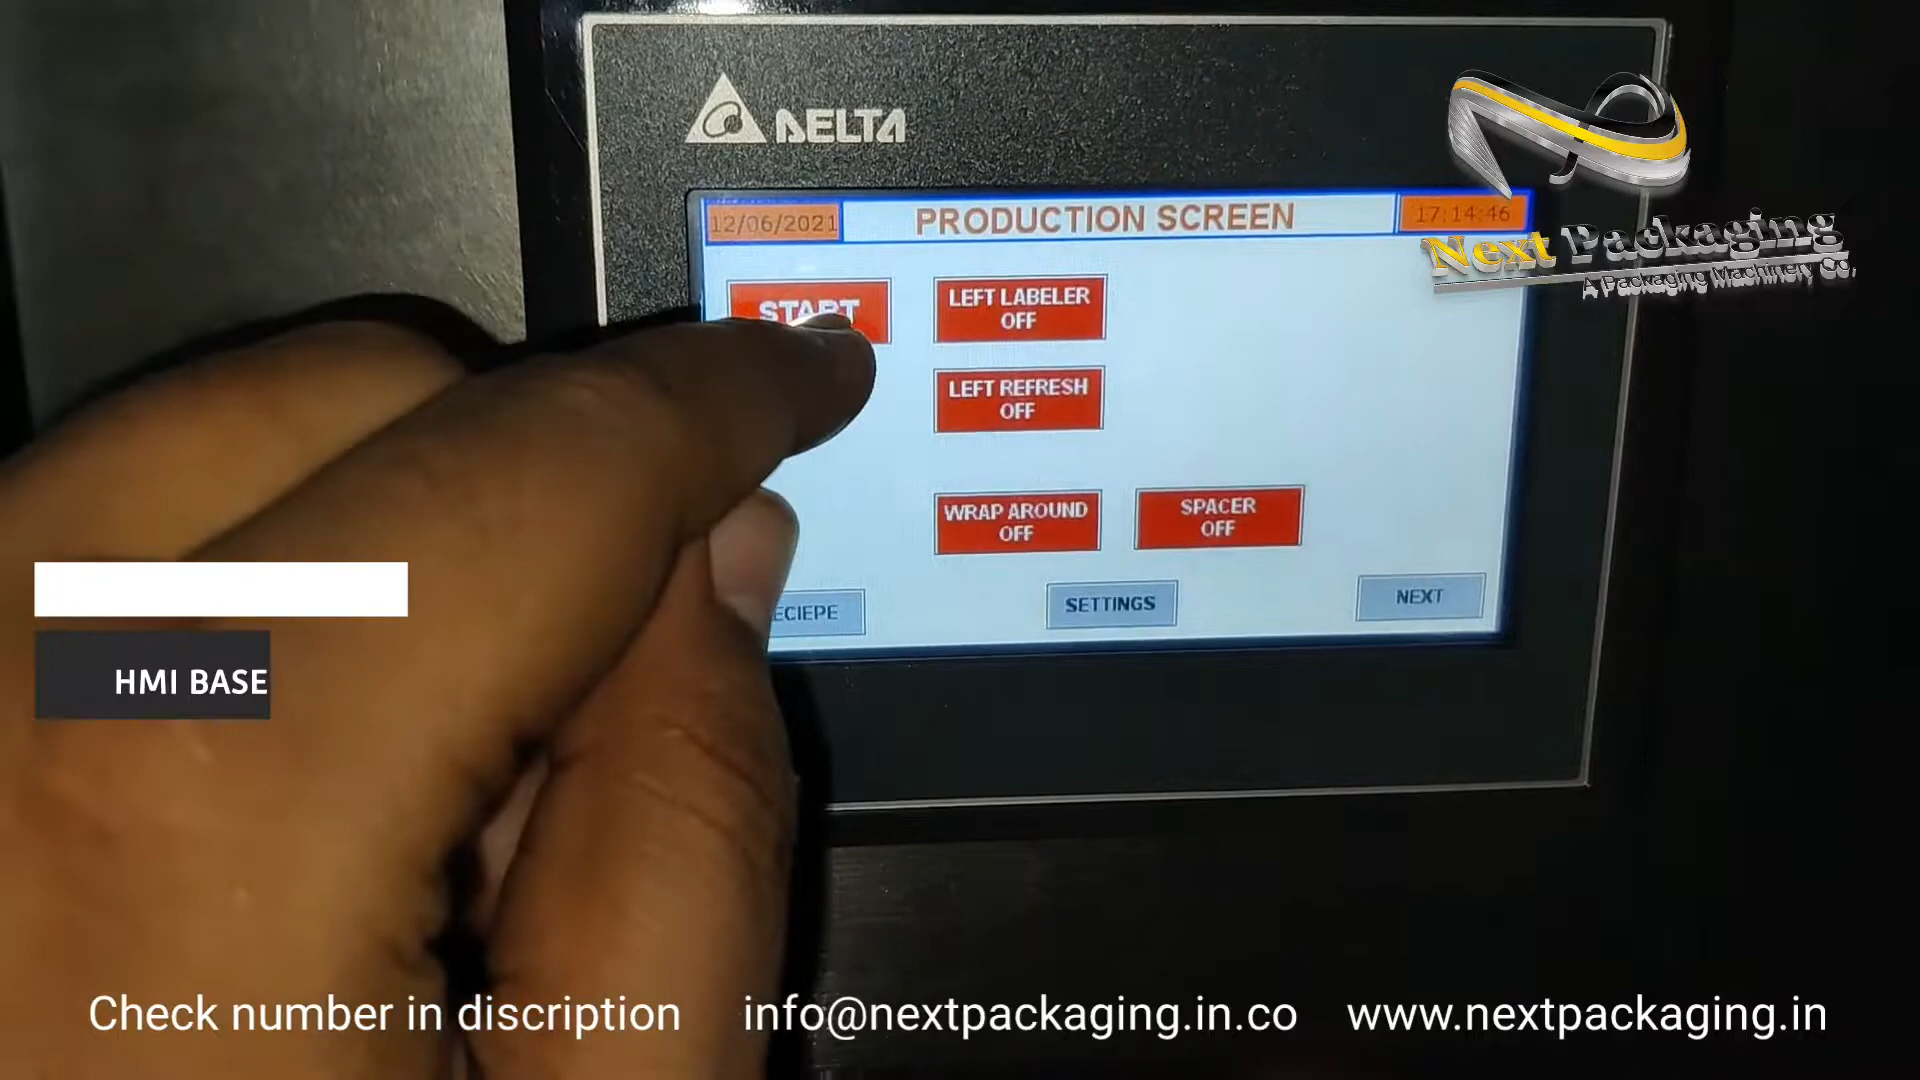 DELTA
12/06/2021
PRODUCTION SCREEN
17:14:46
START
LEFT LABELER
OFF
LEFT REFRESH
OFF
WRAP AROUND
OFF
SPACER
OFF
ECIEPE
SETTINGS
NEXT
Next Packaging
A Packaging Machinery Co.
HMI BASE
Check number in discription
info@nextpackaging.in.co
www.nextpackaging.in